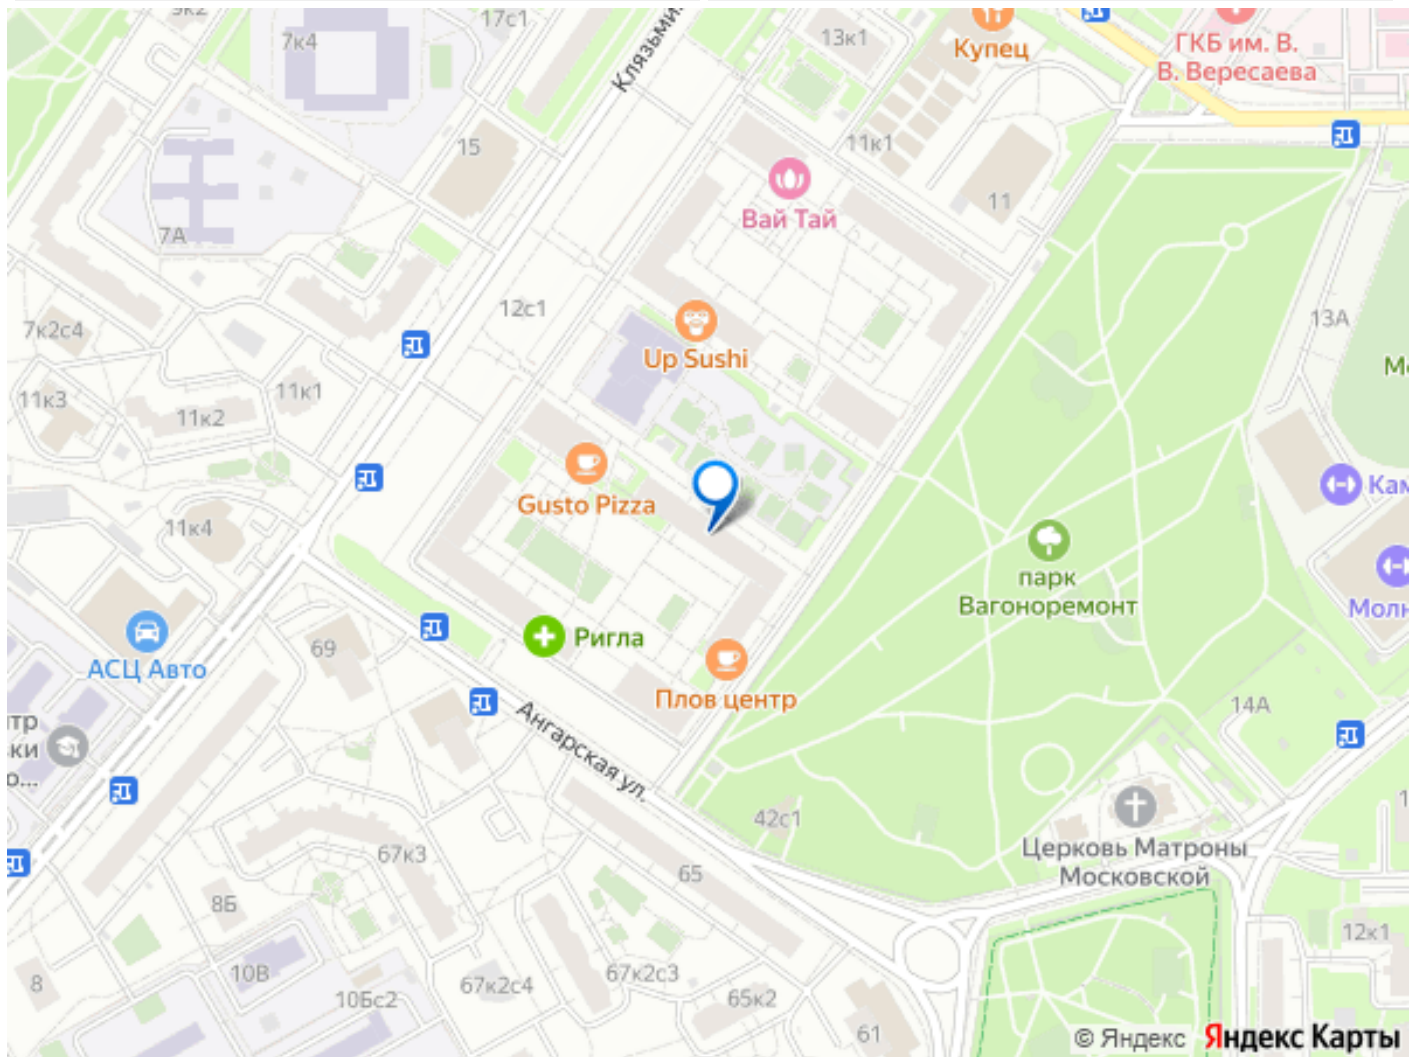 17с1
7к4
Клязьми
13к1
Купец
ГКБ им. В.
В. Вересаева
15
11к1
11
Вай Тай
7А
12с1
7к2с4
13А
Up Sushi
11к1
11к3
11к2
Gusto Pizza
Кам
11к4
парк
Вагоноремонт
Молн
69
Ригла
АСЦ Авто
Плов центр
14А
Ангарская ул.
42с1
Церковь Матроны
Московской
67к3
65
8Б
12к1
10В
67к2с3
8
10Бс2
67к2с4
65к2
61
© Яндекс
Яндекс Карты